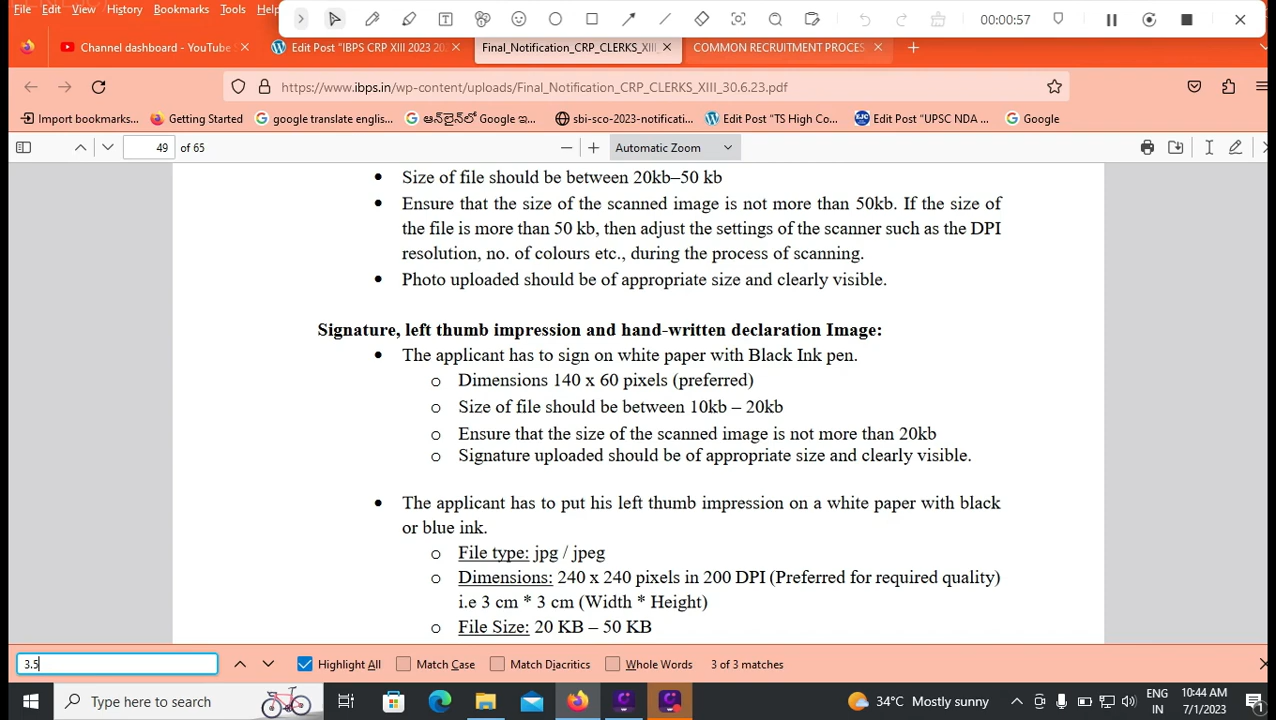 File Edit View History Bookmarks Tools Help
00:00:57
Channel dashboard - YouTube S
Edit Post "IBPS CRP XIII 2023 20
Final_Notification_CRP_CLERKS_XIII
COMMON RECRUITMENT PROCES
https://www.ibps.in/wp-content/uploads/Final_Notification_CRP_CLERKS_XIII_30.6.23.pdf
Import bookmarks...
Getting Started
google translate englis...
ఆన్‌లైన్‌లో Google ఇ...
sbi-sco-2023-notificati...
Edit Post "TS High Co...
Edit Post "UPSC NDA ...
Google
49 of 65
Automatic Zoom
• Size of file should be between 20kb–50 kb
• Ensure that the size of the scanned image is not more than 50kb. If the size of
the file is more than 50 kb, then adjust the settings of the scanner such as the DPI
resolution, no. of colours etc., during the process of scanning.
• Photo uploaded should be of appropriate size and clearly visible.
Signature, left thumb impression and hand-written declaration Image:
• The applicant has to sign on white paper with Black Ink pen.
o Dimensions 140 x 60 pixels (preferred)
o Size of file should be between 10kb – 20kb
o Ensure that the size of the scanned image is not more than 20kb
o Signature uploaded should be of appropriate size and clearly visible.
• The applicant has to put his left thumb impression on a white paper with black
or blue ink.
o File type: jpg / jpeg
o Dimensions: 240 x 240 pixels in 200 DPI (Preferred for required quality)
i.e 3 cm * 3 cm (Width * Height)
o File Size: 20 KB – 50 KB
3.5
Highlight All
Match Case
Match Diacritics
Whole Words
3 of 3 matches
Type here to search
34°C Mostly sunny
ENG
IN
10:44 AM
7/1/2023
1